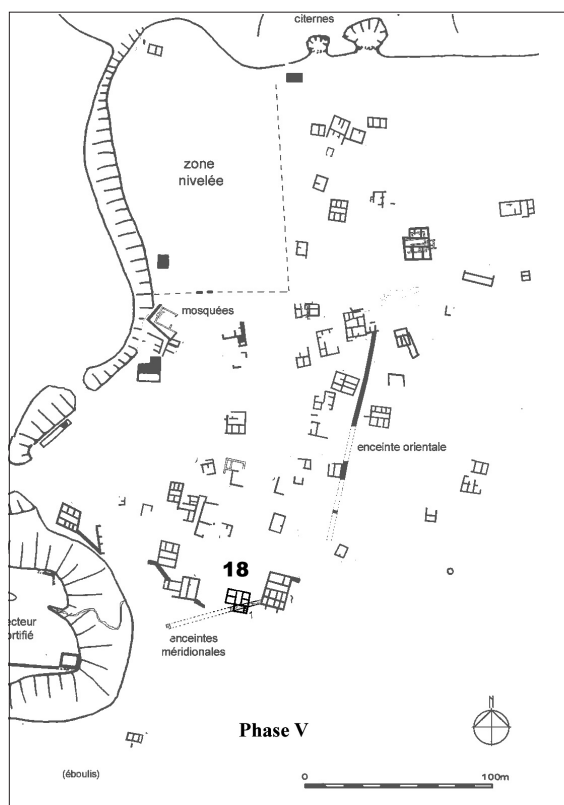 citernes
zone
nivelée
mosquées
enceinte orientale
18
enceintes
méridionales
ecteur
ortifié
Phase V
N
(éboulis)
0
100m